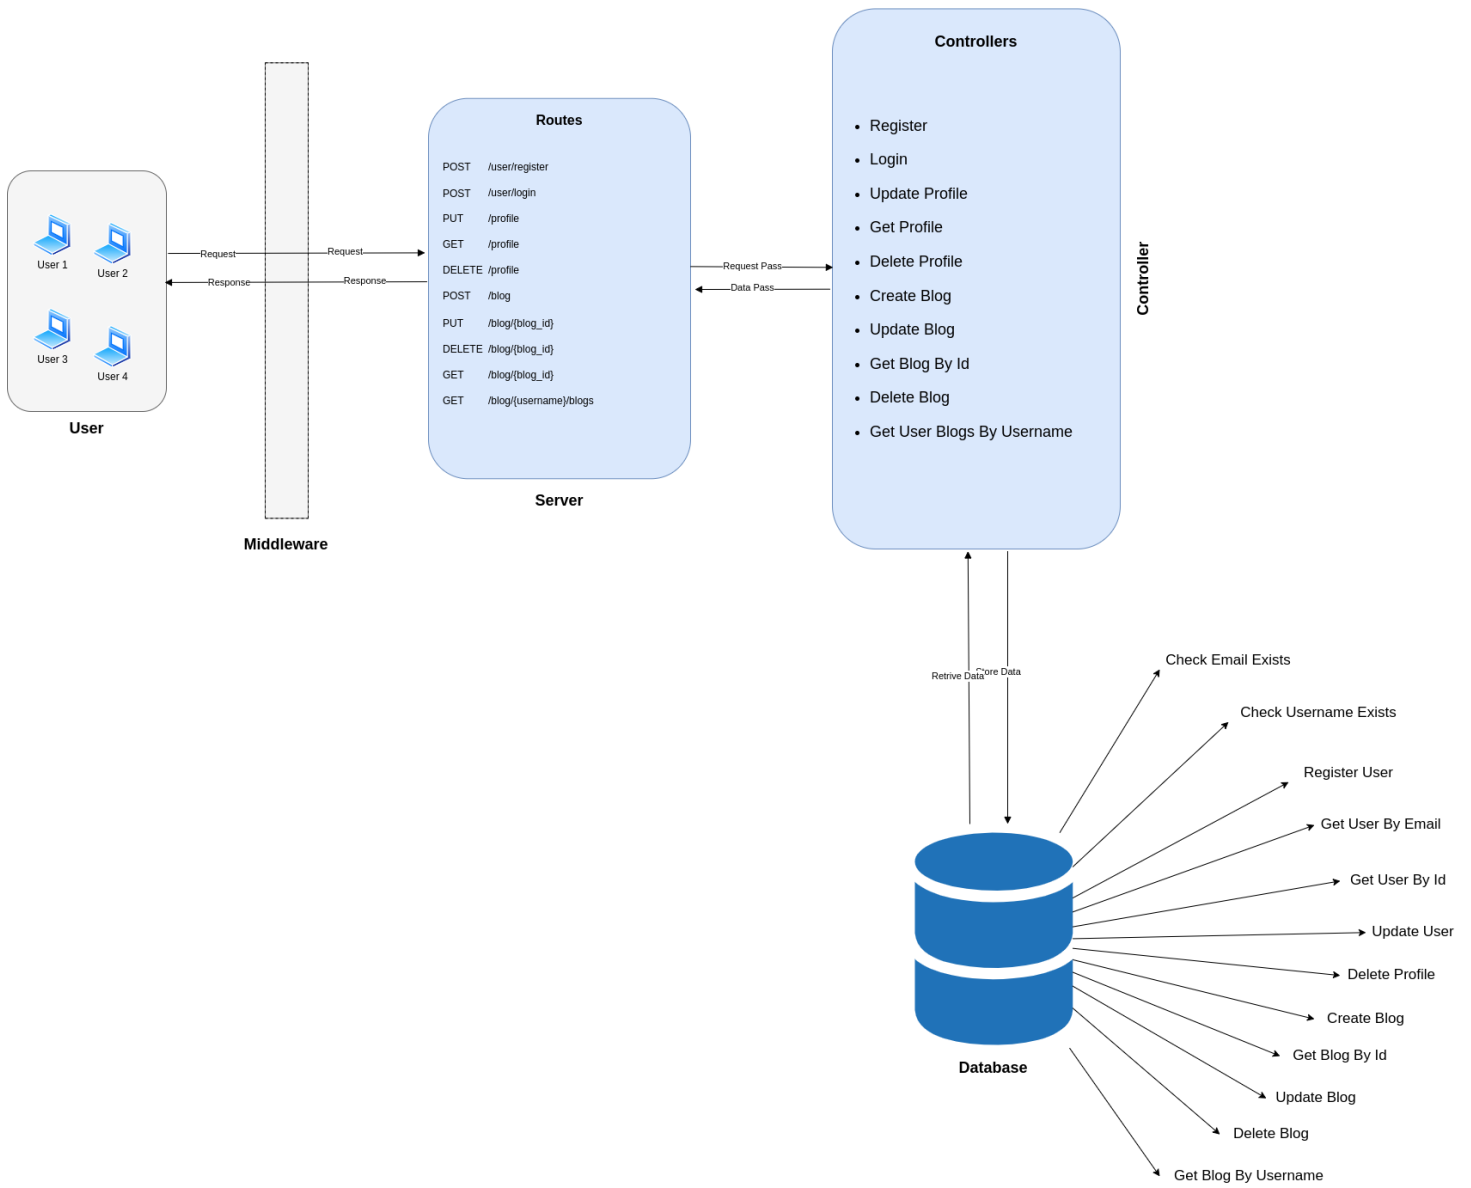 Controllers
Register
Login
Update Profile
Get Profile
Delete Profile
Create Blog
Update Blog
Get Blog By Id
Delete Blog
Get User Blogs By Username
Controller
Routes
POST /user/register
POST /user/login
PUT /profile
GET /profile
DELETE /profile
POST /blog
PUT /blog/{blog_id}
DELETE /blog/{blog_id}
GET /blog/{blog_id}
GET /blog/{username}/blogs
Server
User 1
User 2
User 3
User 4
User
Request
Request
Response
Response
Middleware
Request Pass
Data Pass
Retrive Data
Store Data
Check Email Exists
Check Username Exists
Register User
Get User By Email
Get User By Id
Update User
Delete Profile
Create Blog
Get Blog By Id
Update Blog
Delete Blog
Get Blog By Username
Database